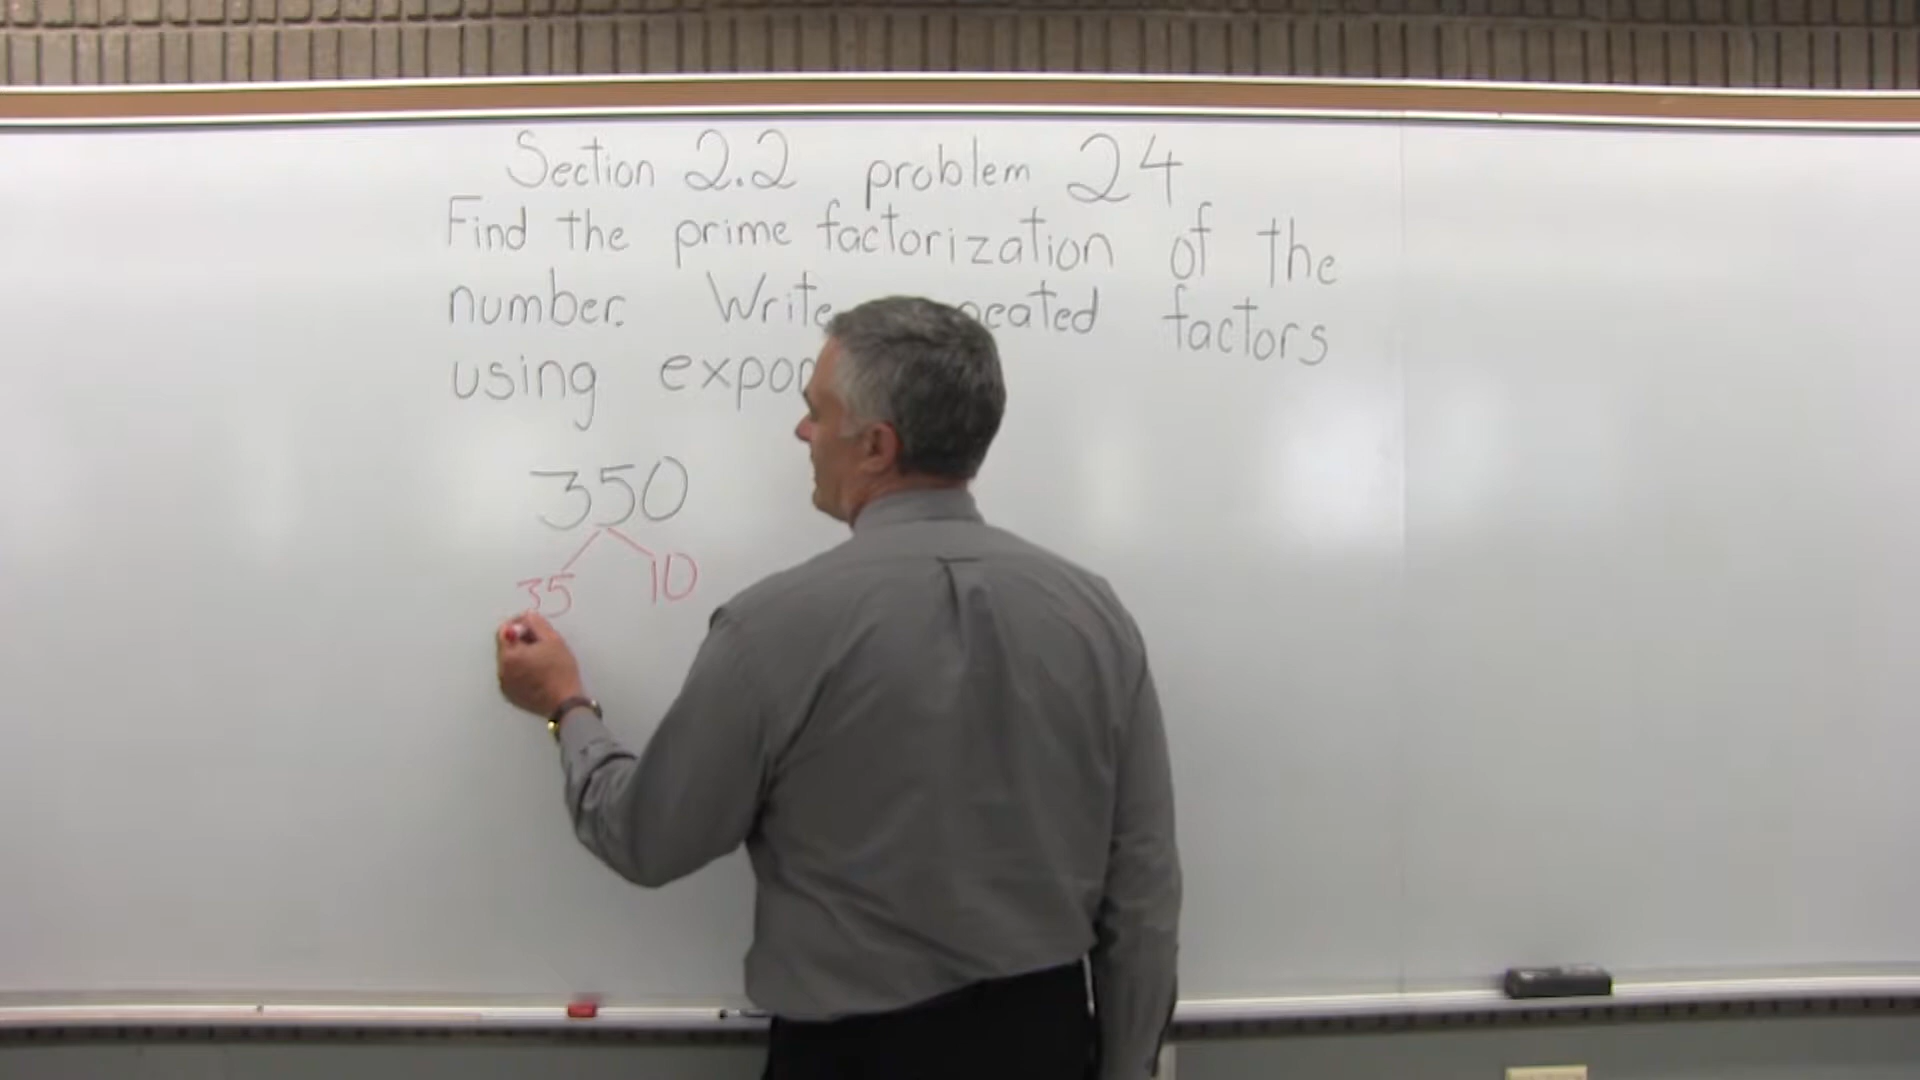 Section 2.2 problem 24
Find the prime factorization of the
number. Write factors
using
350
35 10